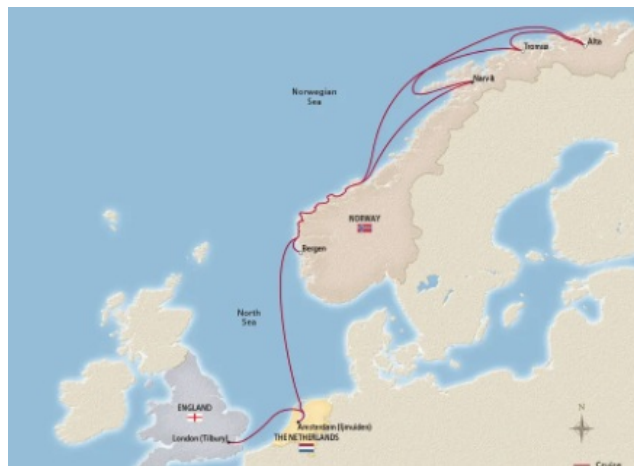 Alta
Tromsø
Narvik
Norwegian
Sea
NORWAY
Bergen
North
Sea
ENGLAND
London (Tilbury)
Amsterdam (Ijmuiden)
THE NETHERLANDS
N
Cruise